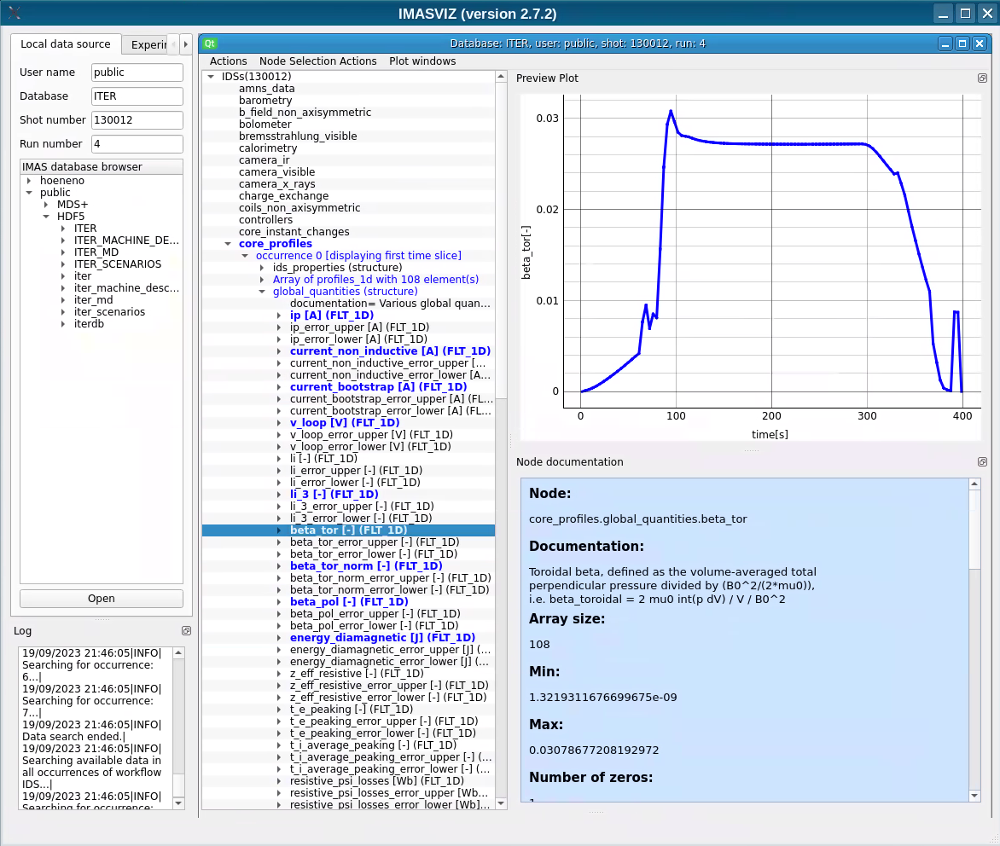 IMASVIZ (version 2.7.2)
Local data source
Experin
User name
public
Database
ITER
Shot number
130012
Run number
4
IMAS database browser
hoeneno
public
MDS+
HDF5
ITER
ITER_MACHINE_DE...
ITER_MD
ITER_SCENARIOS
iter
iter_machine_desc...
iter_md
iter_scenarios
iterdb
Open
Log
19/09/2023 21:46:05|INFO|
Searching for occurrence:
6...|
19/09/2023 21:46:05|INFO|
Searching for occurrence:
7...|
19/09/2023 21:46:05|INFO|
Data search ended.|
19/09/2023 21:46:05|INFO|
Searching available data in
all occurrences of workflow
IDS...|
19/09/2023 21:46:05|INFO|
Searching for occurrence:
Qt
Database: ITER, user: public, shot: 130012, run: 4
Actions Node Selection Actions Plot windows
IDSs(130012)
amns_data
barometry
b_field_non_axisymmetric
bolometer
bremsstrahlung_visible
calorimetry
camera_ir
camera_visible
camera_x_rays
charge_exchange
coils_non_axisymmetric
controllers
core_instant_changes
core_profiles
occurrence 0 [displaying first time slice]
ids_properties (structure)
Array of profiles_1d with 108 element(s)
global_quantities (structure)
documentation= Various global quan...
ip [A] (FLT_1D)
ip_error_upper [A] (FLT_1D)
ip_error_lower [A] (FLT_1D)
current_non_inductive [A] (FLT_1D)
current_non_inductive_error_upper [...
current_non_inductive_error_lower [A...
current_bootstrap [A] (FLT_1D)
current_bootstrap_error_upper [A] (FL...
current_bootstrap_error_lower [A] (FLT...
v_loop [V] (FLT_1D)
v_loop_error_upper [V] (FLT_1D)
v_loop_error_lower [V] (FLT_1D)
li [-] (FLT_1D)
li_error_upper [-] (FLT_1D)
li_error_lower [-] (FLT_1D)
li_3 [-] (FLT_1D)
li_3_error_upper [-] (FLT_1D)
li_3_error_lower [-] (FLT_1D)
beta_tor [-] (FLT_1D)
beta_tor_error_upper [-] (FLT_1D)
beta_tor_error_lower [-] (FLT_1D)
beta_tor_norm [-] (FLT_1D)
beta_tor_norm_error_upper [-] (FLT_1D)
beta_tor_norm_error_lower [-] (FLT_1D)
beta_pol [-] (FLT_1D)
beta_pol_error_upper [-] (FLT_1D)
beta_pol_error_lower [-] (FLT_1D)
energy_diamagnetic [J] (FLT_1D)
energy_diamagnetic_error_upper [J] (...
energy_diamagnetic_error_lower [J] (...
z_eff_resistive [-] (FLT_1D)
z_eff_resistive_error_upper [-] (FLT_1D)
z_eff_resistive_error_lower [-] (FLT_1D)
t_e_peaking [-] (FLT_1D)
t_e_peaking_error_upper [-] (FLT_1D)
t_e_peaking_error_lower [-] (FLT_1D)
t_i_average_peaking [-] (FLT_1D)
t_i_average_peaking_error_upper [-] (...
t_i_average_peaking_error_lower [-] (...
resistive_psi_losses [Wb] (FLT_1D)
resistive_psi_losses_error_upper [Wb...
resistive_psi_losses_error_lower [Wb]...
Preview Plot
0.03
0.02
0.01
0
beta_tor[-]
0 100 200 300 400
time[s]
Node documentation
Node:
core_profiles.global_quantities.beta_tor
Documentation:
Toroidal beta, defined as the volume-averaged total
perpendicular pressure divided by (B0^2/(2*mu0)),
i.e. beta_toroidal = 2 mu0 int(p dV) / V / B0^2
Array size:
108
Min:
1.3219311676699675e-09
Max:
0.03078677208192972
Number of zeros: